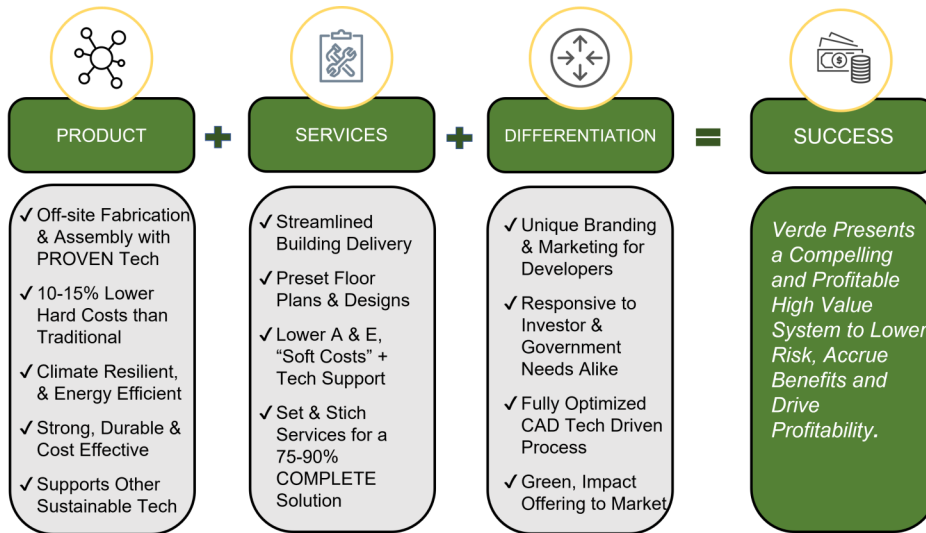 PRODUCT
+
SERVICES
+
DIFFERENTIATION
=
SUCCESS
✓ Off-site Fabrication
& Assembly with
PROVEN Tech
✓ 10-15% Lower
Hard Costs than
Traditional
✓ Climate Resilient,
& Energy Efficient
✓ Strong, Durable &
Cost Effective
✓ Supports Other
Sustainable Tech
✓ Streamlined
Building Delivery
✓ Preset Floor
Plans & Designs
✓ Lower A & E,
“Soft Costs” +
Tech Support
✓ Set & Stich
Services for a
75-90%
COMPLETE
Solution
✓ Unique Branding
& Marketing for
Developers
✓ Responsive to
Investor &
Government
Needs Alike
✓ Fully Optimized
CAD Tech Driven
Process
✓ Green, Impact
Offering to Market
Verde Presents
a Compelling
and Profitable
High Value
System to Lower
Risk, Accrue
Benefits and
Drive
Profitability.